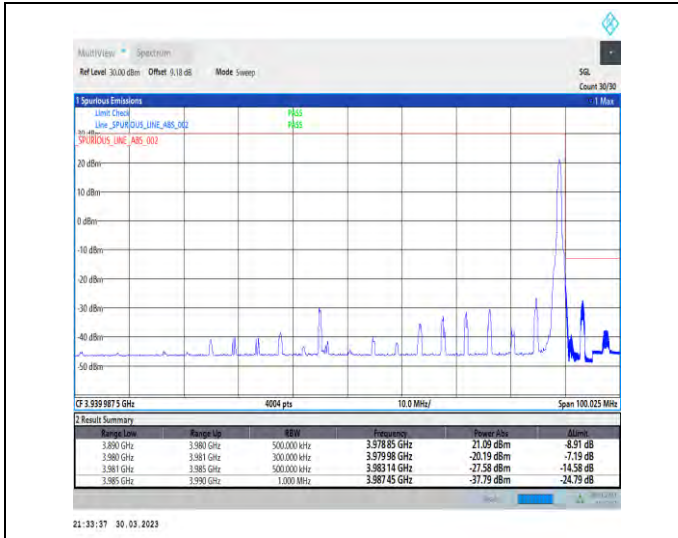 MultiView Spectrum
Ref Level 30.00 dBm Offset 9.18 dB Mode Sweep SGL
Count 30/30
1 Spurious Emissions 1 Max
Limit Check PASS
Line _SPURIOUS_LINE_ABS_002 PASS
30 dBm
_SPURIOUS_LINE_ABS_002
20 dBm
10 dBm
0 dBm
-10 dBm
-20 dBm
-30 dBm
-40 dBm
-50 dBm
CF 3.939 987 5 GHz 4004 pts 10.0 MHz/ Span 100.025 MHz
2 Result Summary
Range Low Range Up RBW Frequency Power Abs ΔLimit
3.890 GHz 3.980 GHz 500.000 kHz 3.978 85 GHz 21.09 dBm -8.91 dB
3.980 GHz 3.981 GHz 300.000 kHz 3.979 98 GHz -20.19 dBm -7.19 dB
3.981 GHz 3.985 GHz 500.000 kHz 3.983 14 GHz -27.58 dBm -14.58 dB
3.985 GHz 3.990 GHz 1.000 MHz 3.987 45 GHz -37.79 dBm -24.79 dB
21:33:37 30.03.2023